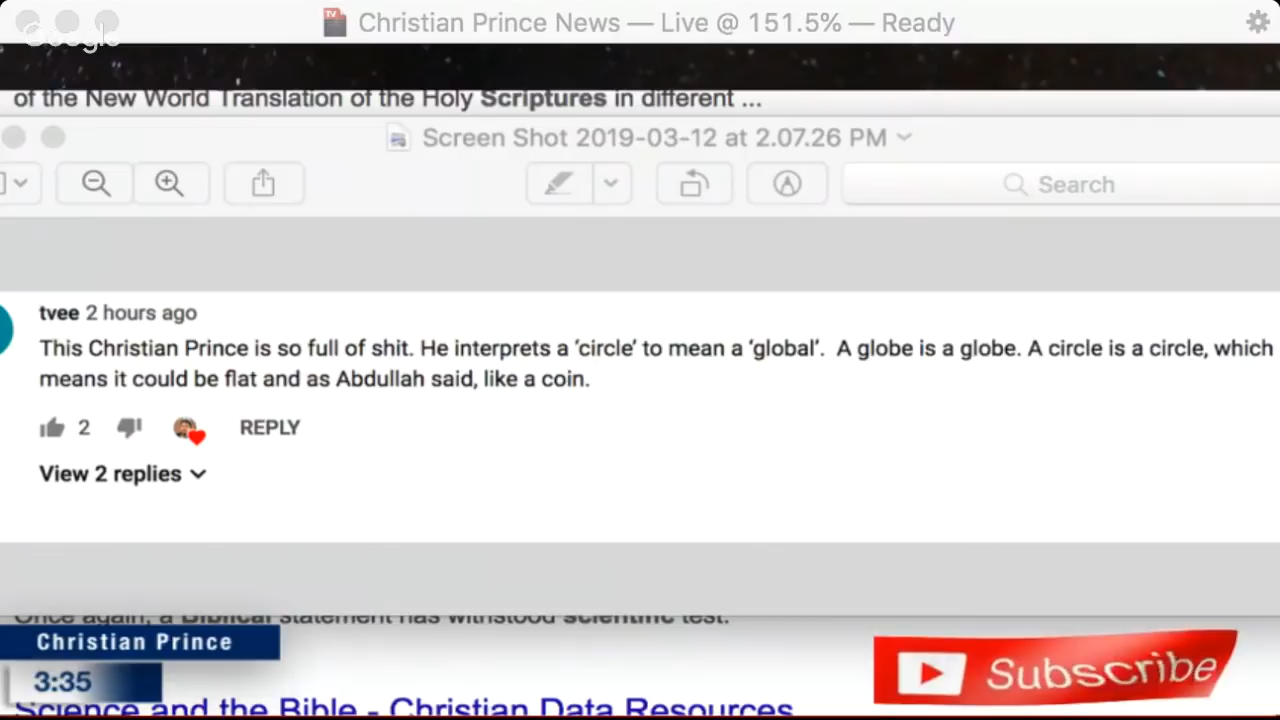 Google
TV
Christian Prince News — Live @ 151.5% — Ready
of the New World Translation of the Holy Scriptures in different ...
Screen Shot 2019-03-12 at 2.07.26 PM
Search
tvee 2 hours ago
This Christian Prince is so full of shit. He interprets a ‘circle’ to mean a ‘global’.  A globe is a globe. A circle is a circle, which
means it could be flat and as Abdullah said, like a coin.
2 REPLY
View 2 replies
Once again, a Biblical statement has withstood scientific test.
Christian Prince
3:35
Subscribe
Science and the Bible - Christian Data Resources